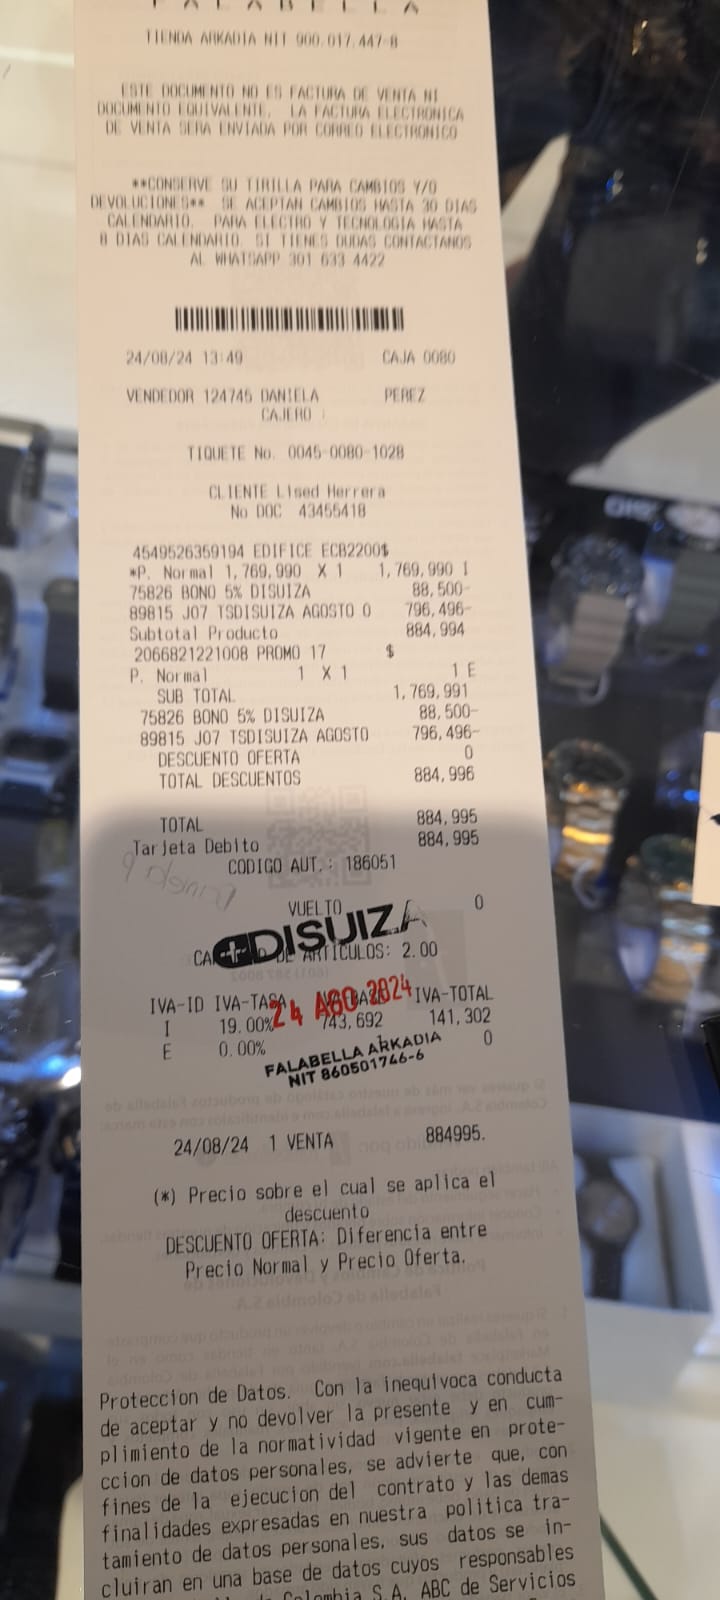 FALABELLA
TIENDA ARKADIA NIT 900.017.447-8
ESTE DOCUMENTO NO ES FACTURA DE VENTA NI
DOCUMENTO EQUIVALENTE. LA FACTURA ELECTRONICA
DE VENTA SERA ENVIADA POR CORREO ELECTRONICO
**CONSERVE SU TIRILLA PARA CAMBIOS Y/O
DEVOLUCIONES** SE ACEPTAN CAMBIOS HASTA 30 DIAS
CALENDARIO. PARA ELECTRO Y TECNOLOGIA HASTA
8 DIAS CALENDARIO. SI TIENES DUDAS CONTACTANOS
AL WHATSAPP 301 633 4422
24/08/24 13:49 CAJA 0080
VENDEDOR 124745 DANIELA PEREZ
CAJERO :
TIQUETE No. 0045-0080-1028
CLIENTE Lised Herrera
No DOC 43455418
4549526359194 EDIFICE ECB2200$
*P. Normal 1,769,990 X 1 1,769,990 I
75826 BONO 5% DISUIZA 88,500-
89815 J07 TSDISUIZA AGOSTO 0 796,496-
Subtotal Producto 884,994
2066821221008 PROMO 17 $
P. Normal 1 X 1 1 E
SUB TOTAL 1,769,991
75826 BONO 5% DISUIZA 88,500-
89815 J07 TSDISUIZA AGOSTO 796,496-
DESCUENTO OFERTA 0
TOTAL DESCUENTOS 884,996
TOTAL 884,995
Tarjeta Debito 884,995
CODIGO AUT.: 186051
VUELTO 0
DISUIZA
DE ARTICULOS: 2.00
IVA-ID IVA-TASA IVA-TOTAL
24 AGO 2024
I 19.00% 743,692 141,302
E 0.00% 0
FALABELLA ARKADIA
NIT 860501746-6
24/08/24 1 VENTA 884995.
(*) Precio sobre el cual se aplica el
descuento
DESCUENTO OFERTA: Diferencia entre
Precio Normal y Precio Oferta.
Proteccion de Datos. Con la inequivoca conducta
de aceptar y no devolver la presente y en cum-
plimiento de la normatividad vigente en prote-
ccion de datos personales, se advierte que, con
fines de la ejecucion del contrato y las demas
finalidades expresadas en nuestra politica tra-
tamiento de datos personales, sus datos se in-
cluiran en una base de datos cuyos responsables
Colombia S.A. ABC de Servicios